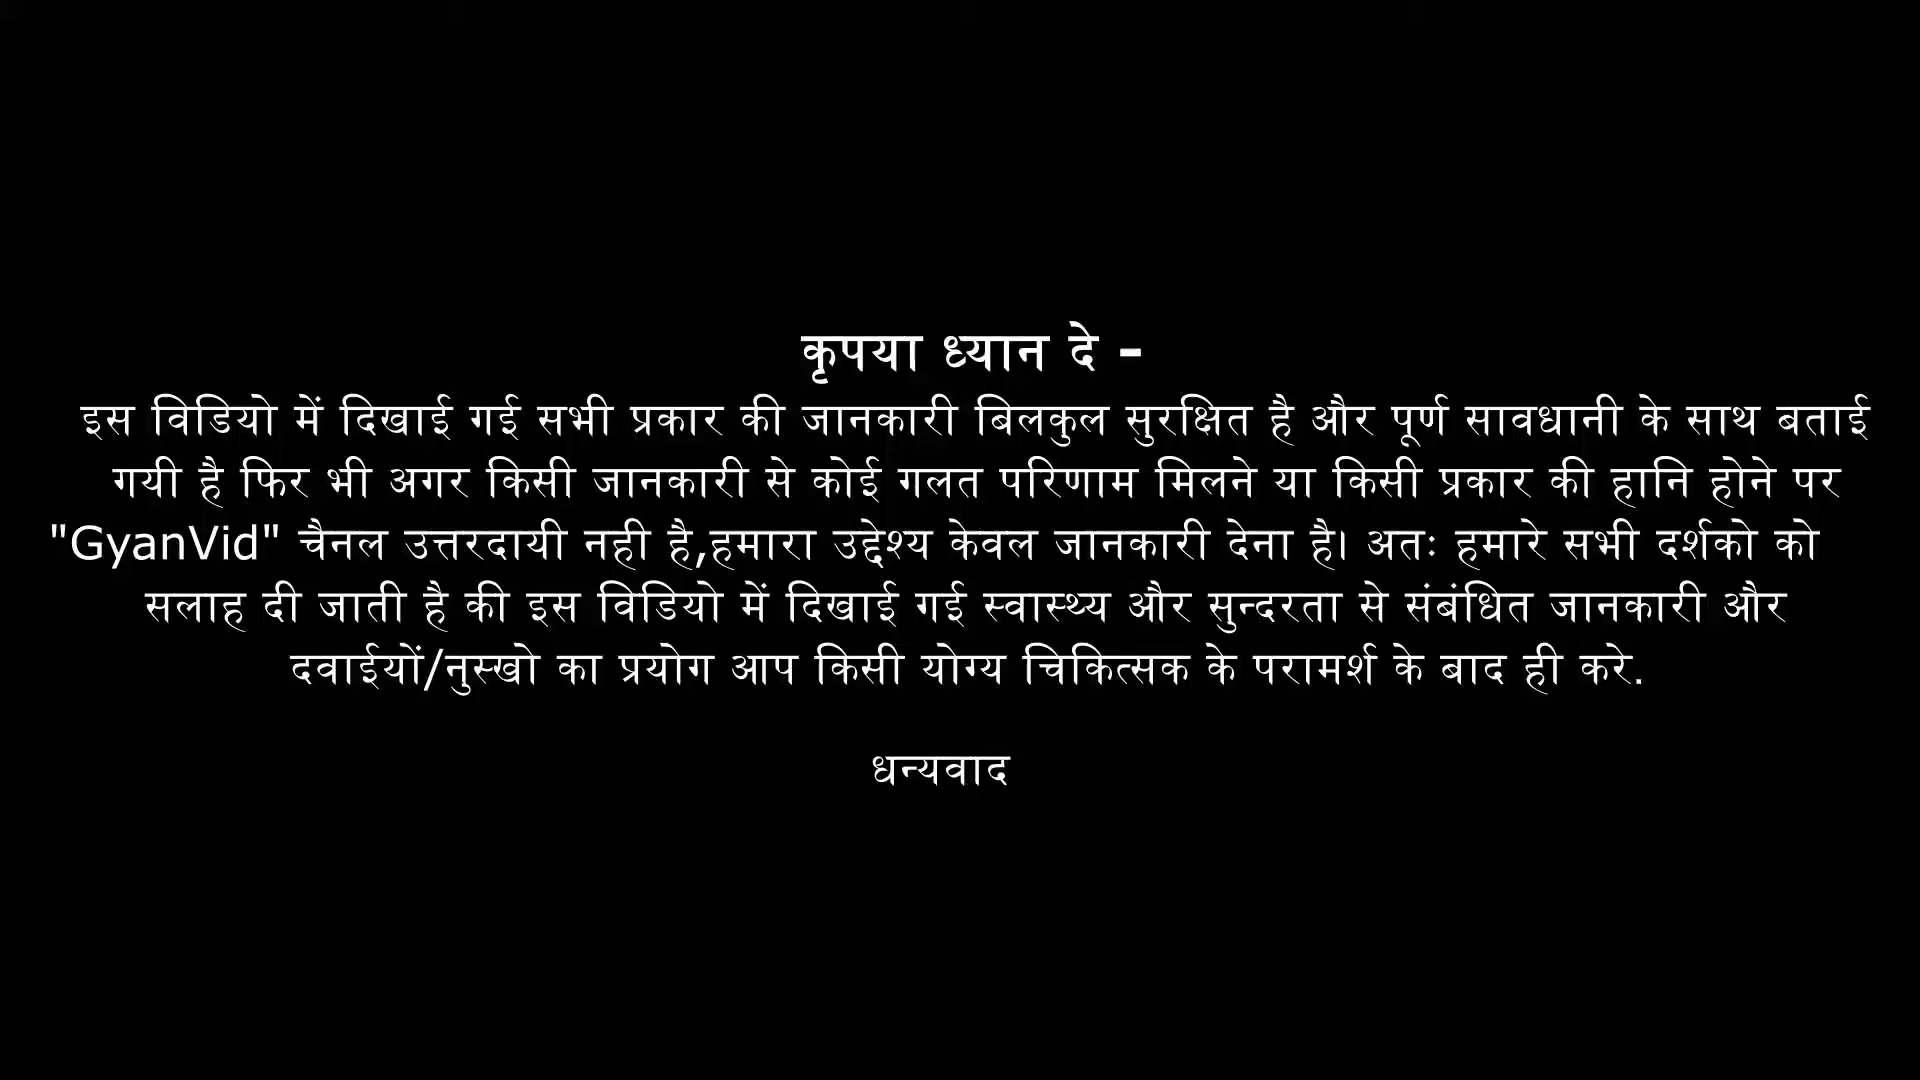 कृपया ध्यान दे -
इस विडियो में दिखाई गई सभी प्रकार की जानकारी बिलकुल सुरक्षित है और पूर्ण सावधानी के साथ बताई
गयी है फिर भी अगर किसी जानकारी से कोई गलत परिणाम मिलने या किसी प्रकार की हानि होने पर
"GyanVid" चैनल उत्तरदायी नही है,हमारा उद्देश्य केवल जानकारी देना है। अतः हमारे सभी दर्शको को
सलाह दी जाती है की इस विडियो में दिखाई गई स्वास्थ्य और सुन्दरता से संबंधित जानकारी और
दवाईयों/नुस्खो का प्रयोग आप किसी योग्य चिकित्सक के परामर्श के बाद ही करे.
धन्यवाद